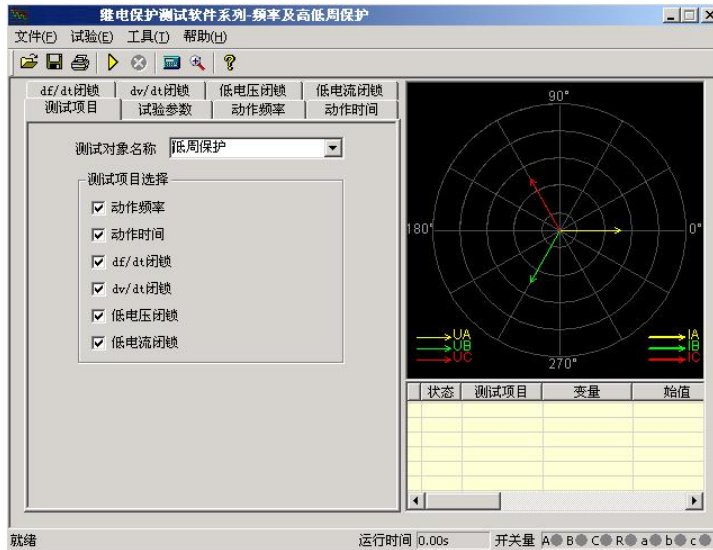 继电保护测试软件系列-频率及高低周保护
文件(F) 试验(E) 工具(T) 帮助(H)
df/dt闭锁 dv/dt闭锁 低电压闭锁 低电流闭锁
测试项目 试验参数 动作频率 动作时间
测试对象名称 低周保护
测试项目选择
动作频率
动作时间
df/dt闭锁
dv/dt闭锁
低电压闭锁
低电流闭锁
90°
180° 0°
270°
UA IA
UB IB
UC IC
状态 测试项目 变量 始值
就绪 运行时间 0.00s 开关量 A B C R a b c